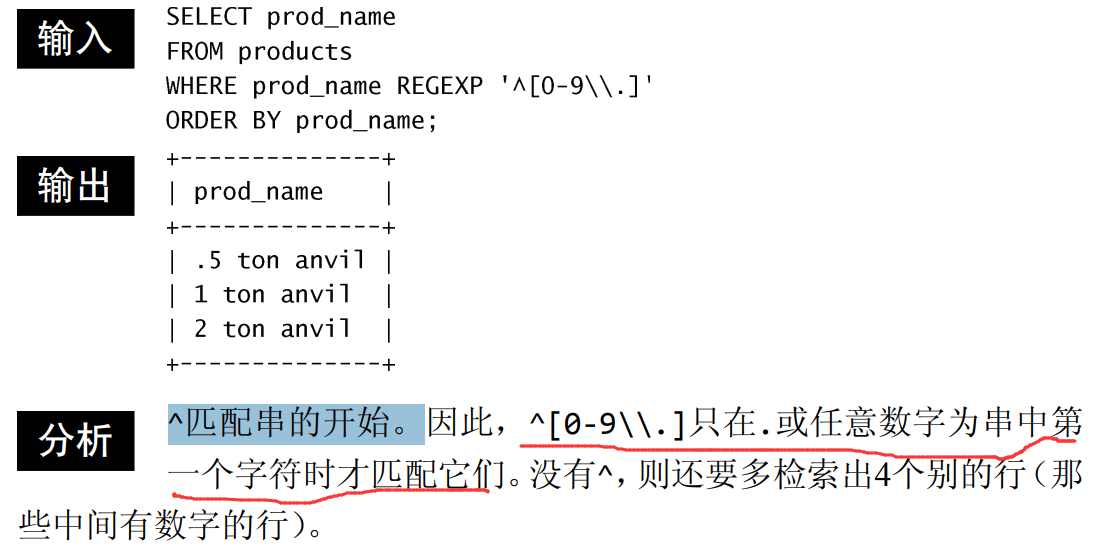 输入
SELECT prod_name
FROM products
WHERE prod_name REGEXP '^[0-9\\.]'
ORDER BY prod_name;
输出
+--------------+
| prod_name    |
+--------------+
| .5 ton anvil |
| 1 ton anvil  |
| 2 ton anvil  |
+--------------+
分析
^匹配串的开始。因此，^[0-9\\.]只在.或任意数字为串中第
一个字符时才匹配它们。没有^，则还要多检索出4个别的行（那
些中间有数字的行）。